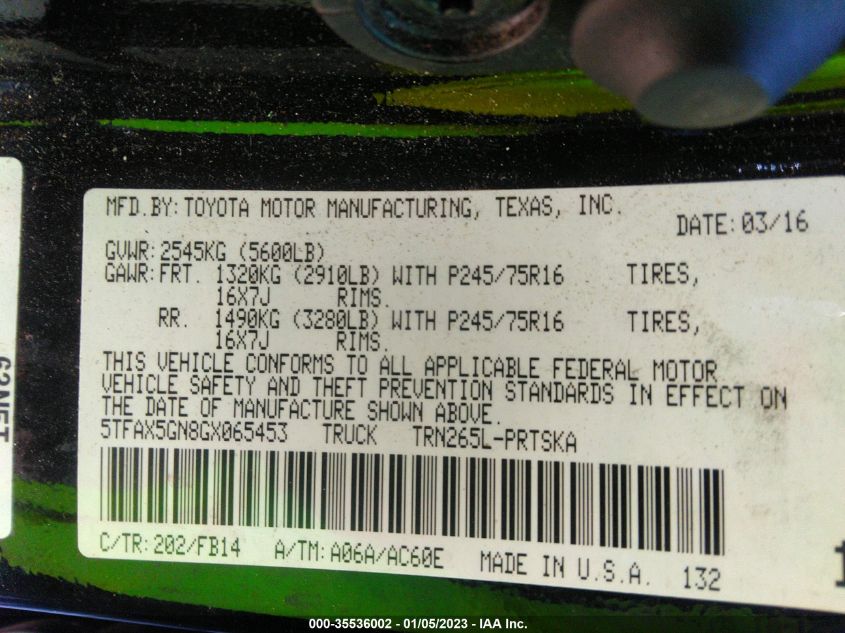 MFD.BY:TOYOTA MOTOR MANUFACTURING, TEXAS, INC.
DATE:03/16
GVWR:2545KG (5600LB)
GAWR:FRT. 1320KG (2910LB) WITH P245/75R16 TIRES,
16X7J RIMS.
RR. 1490KG (3280LB) WITH P245/75R16 TIRES,
16X7J RIMS.
THIS VEHICLE CONFORMS TO ALL APPLICABLE FEDERAL MOTOR
VEHICLE SAFETY AND THEFT PREVENTION STANDARDS IN EFFECT ON
THE DATE OF MANUFACTURE SHOWN ABOVE.
5TFAX5GN8GX065453 TRUCK TRN265L-PRTSKA
C/TR:202/FB14 A/TM:A06A/AC60E MADE IN U.S.A. 132
000-35536002 - 01/05/2023 - IAA Inc.